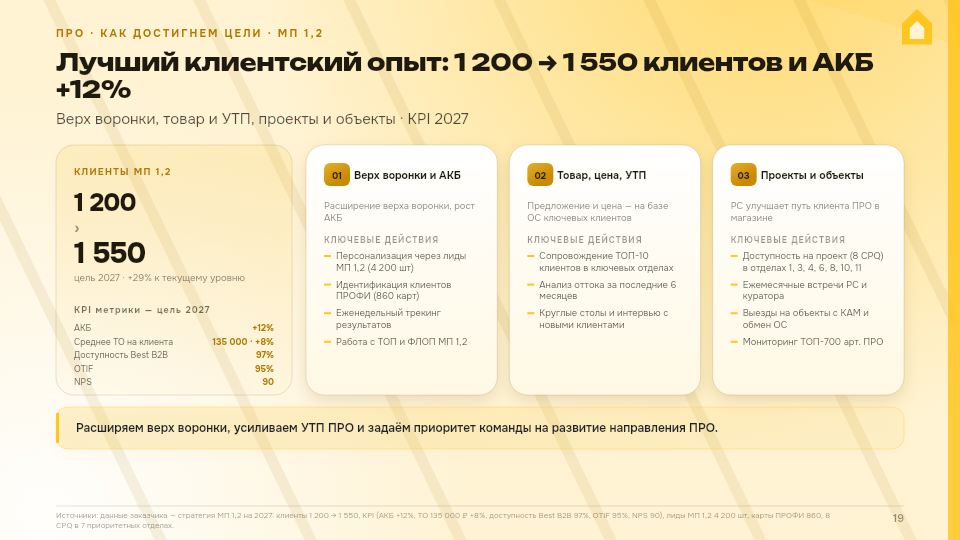 ПРО · КАК ДОСТИГНЕМ ЦЕЛИ · МП 1,2
Лучший клиентский опыт: 1 200 → 1 550 клиентов и АКБ
+12%
Верх воронки, товар и УТП, проекты и объекты · KPI 2027
КЛИЕНТЫ МП 1,2
1 200
›
1 550
цель 2027 · +29% к текущему уровню
KPI метрики — цель 2027
АКБ +12%
Среднее ТО на клиента 135 000 · +8%
Доступность Best B2B 97%
OTIF 95%
NPS 90
01 Верх воронки и АКБ
Расширение верха воронки, рост
АКБ
КЛЮЧЕВЫЕ ДЕЙСТВИЯ
Персонализация через лиды
МП 1,2 (4 200 шт)
Идентификация клиентов
ПРОФИ (860 карт)
Еженедельный трекинг
результатов
Работа с ТОП и ФЛОП МП 1,2
02 Товар, цена, УТП
Предложение и цена — на базе
ОС ключевых клиентов
КЛЮЧЕВЫЕ ДЕЙСТВИЯ
Сопровождение ТОП-10
клиентов в ключевых отделах
Анализ оттока за последние 6
месяцев
Круглые столы и интервью с
новыми клиентами
03 Проекты и объекты
РС улучшает путь клиента ПРО в
магазине
КЛЮЧЕВЫЕ ДЕЙСТВИЯ
Доступность на проект (8 CPQ)
в отделах 1, 3, 4, 6, 8, 10, 11
Ежемесячные встречи РС и
куратора
Выезды на объекты с КАМ и
обмен ОС
Мониторинг ТОП-700 арт. ПРО
Расширяем верх воронки, усиливаем УТП ПРО и задаём приоритет команды на развитие направления ПРО.
Источники: данные заказчика — стратегия МП 1,2 на 2027: клиенты 1 200 → 1 550, KPI (АКБ +12%, ТО 135 000 ₽ +8%, доступность Best B2B 97%, OTIF 95%, NPS 90), лиды МП 1,2 4 200 шт, карты ПРОФИ 860, 8
CPQ в 7 приоритетных отделах.
19